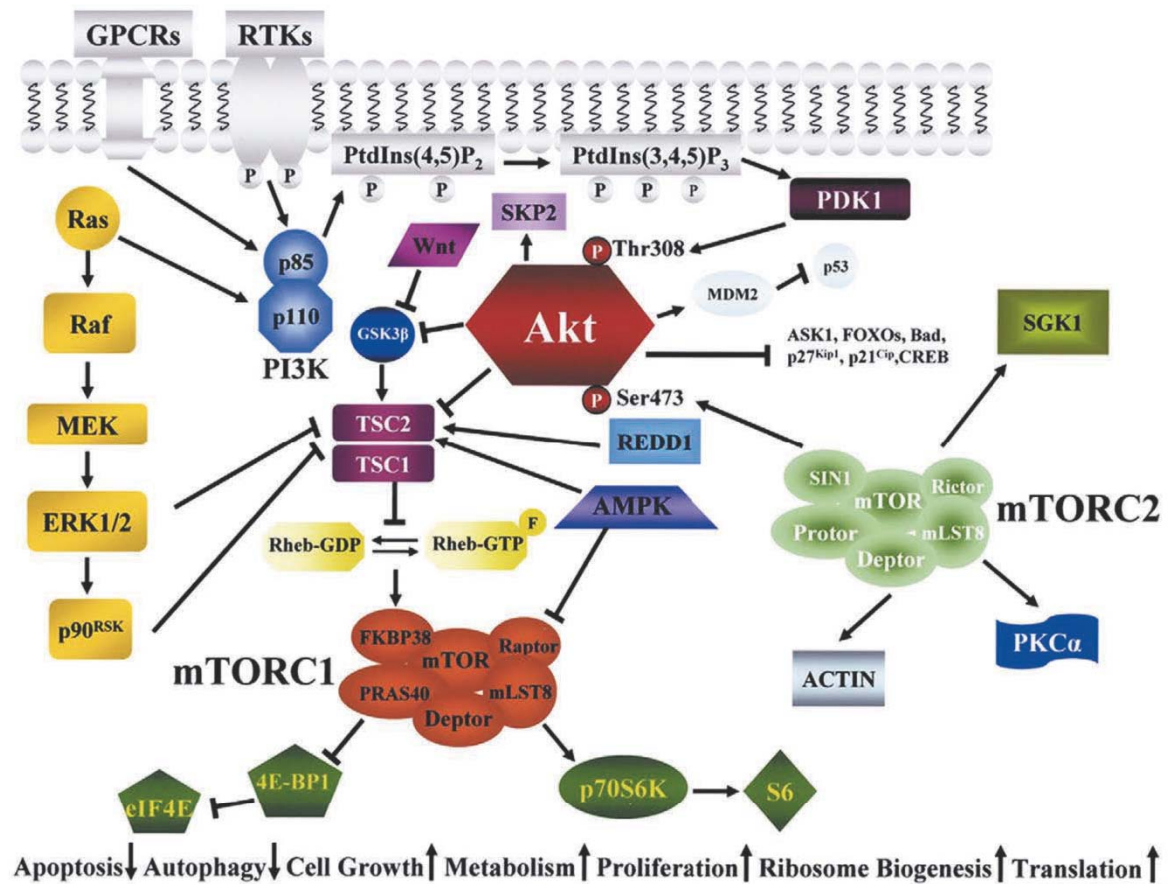 GPCRs
RTKs
P P
PtdIns(4,5)P₂
P P
PtdIns(3,4,5)P₃
P P P
PDK1
Ras
Raf
MEK
ERK1/2
p90ᴿˢᴷ
p85
p110
PI3K
Wnt
SKP2
GSK3β
Akt
P Thr308
P Ser473
MDM2
p53
ASK1, FOXOs, Bad,
p27ᴷⁱᵖ¹, p21ᶜⁱᵖ,CREB
SGK1
TSC2
TSC1
REDD1
AMPK
Rheb-GDP
Rheb-GTP
F
SIN1
mTOR
Rictor
Protor
mLST8
Deptor
mTORC2
PKCα
ACTIN
mTORC1
FKBP38
mTOR
Raptor
PRAS40
mLST8
Deptor
4E-BP1
eIF4E
p70S6K
S6
Apoptosis Autophagy Cell Growth Metabolism Proliferation Ribosome Biogenesis Translation